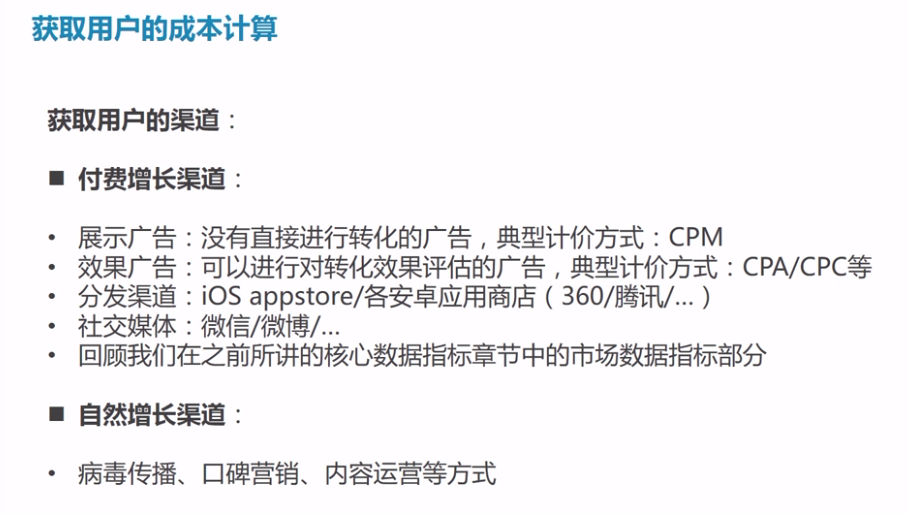 获取用户的成本计算
获取用户的渠道：
■ 付费增长渠道：
• 展示广告：没有直接进行转化的广告，典型计价方式：CPM
• 效果广告：可以进行对转化效果评估的广告，典型计价方式：CPA/CPC等
• 分发渠道：iOS appstore/各安卓应用商店（360/腾讯/...）
• 社交媒体：微信/微博/...
• 回顾我们在之前所讲的核心数据指标章节中的市场数据指标部分
■ 自然增长渠道：
• 病毒传播、口碑营销、内容运营等方式